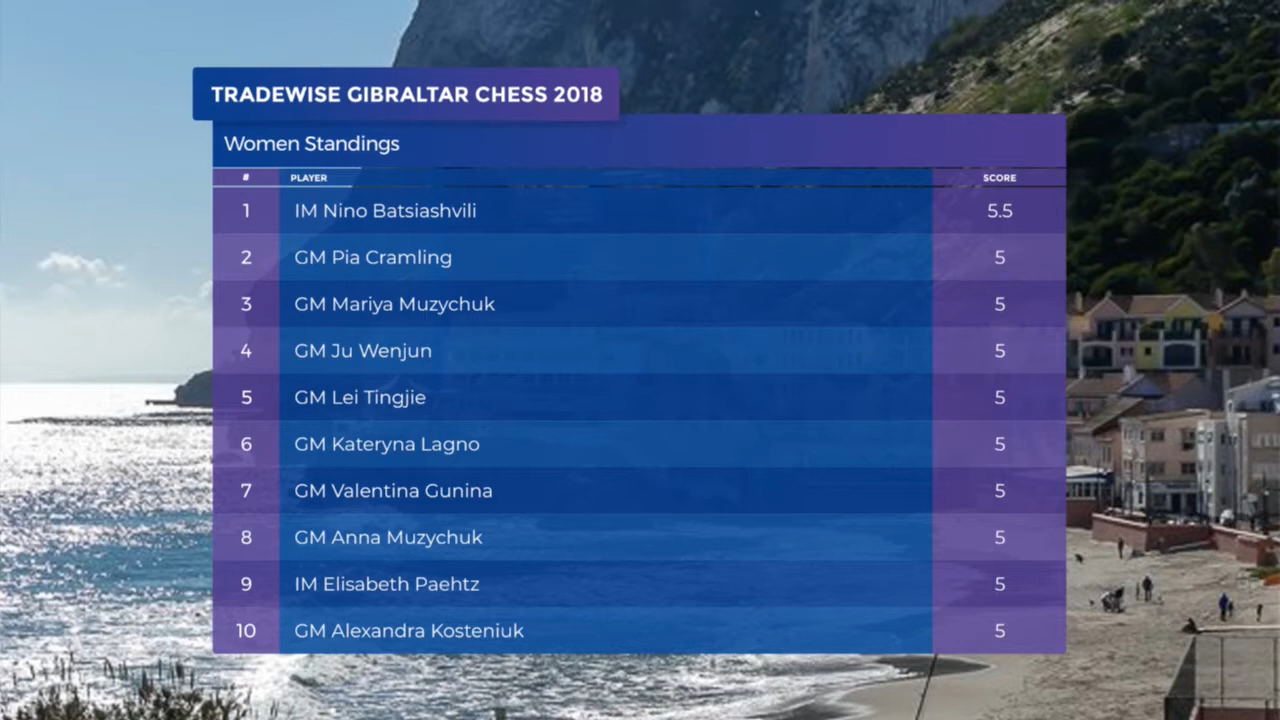 TRADEWISE GIBRALTAR CHESS 2018
Women Standings
# PLAYER SCORE
1 IM Nino Batsiashvili 5.5
2 GM Pia Cramling 5
3 GM Mariya Muzychuk 5
4 GM Ju Wenjun 5
5 GM Lei Tingjie 5
6 GM Kateryna Lagno 5
7 GM Valentina Gunina 5
8 GM Anna Muzychuk 5
9 IM Elisabeth Paehtz 5
10 GM Alexandra Kosteniuk 5